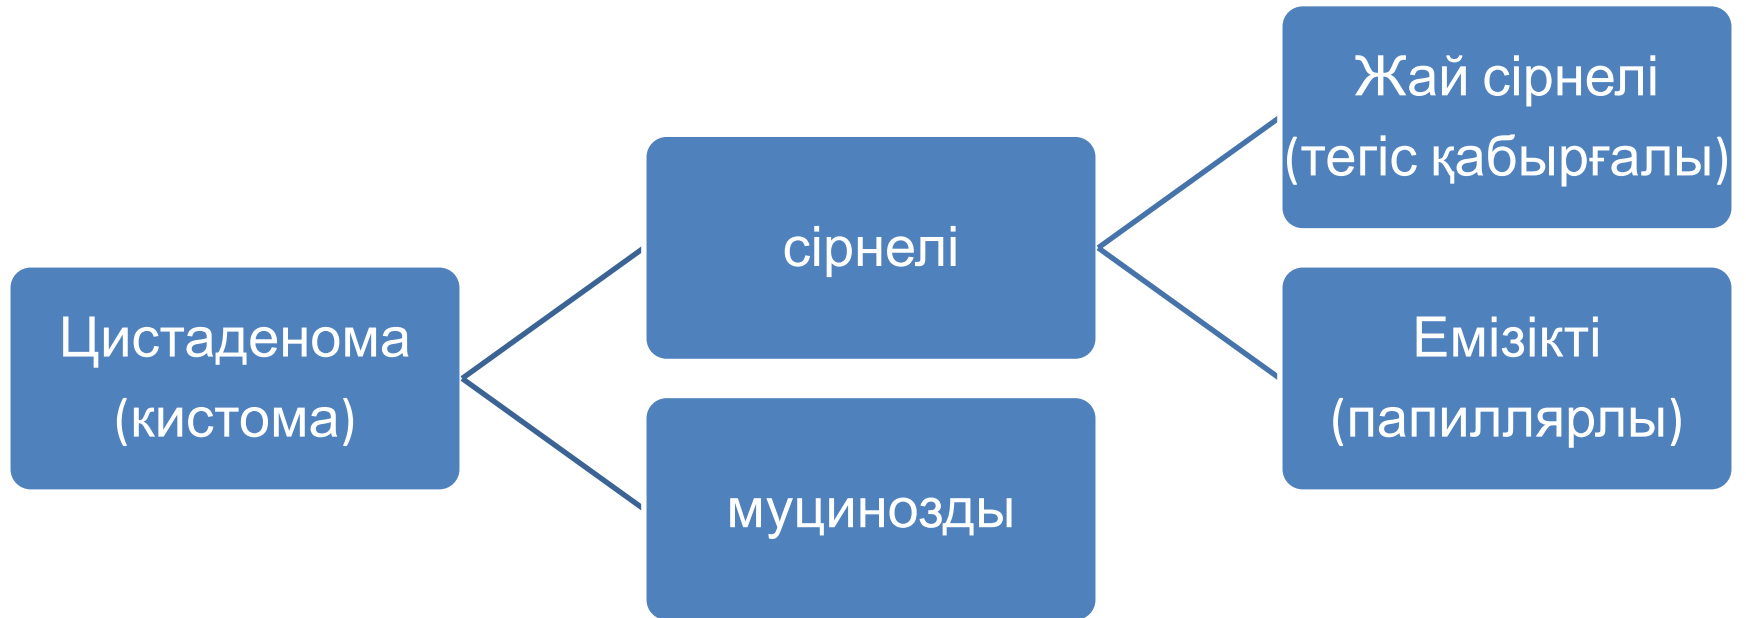 Цистаденома
(кистома)
сірнелі
муцинозды
Жай сірнелі
(тегіс қабырғалы)
Емізікті
(папиллярлы)